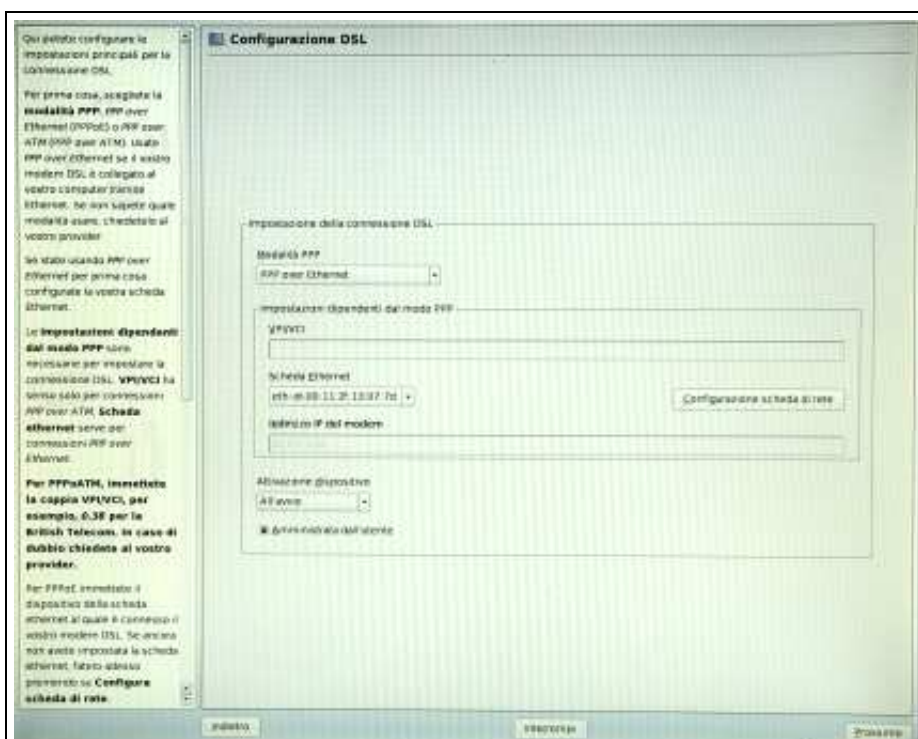 Qui potete configurare le
impostazioni principali per la
connessione DSL.
Per prima cosa, scegliete la
modalità PPP. PPP over
Ethernet (PPPoE) o PPP over
ATM (PPP over ATM). Usate
PPP over Ethernet se il vostro
modem DSL è collegato al
vostro computer tramite
Ethernet. Se non sapete quale
modalità usare, chiedetelo al
vostro provider.
Se state usando PPP over
Ethernet per prima cosa
configurate la vostra scheda
Ethernet.
Le impostazioni dipendenti
dal modo PPP sono
necessarie per impostare la
connessione DSL. VPI/VCI ha
senso solo per connessioni
PPP over ATM, Scheda
ethernet serve per
connessioni PPP over
Ethernet.
Per PPPoATM, immettete
la coppia VPI/VCI, per
esempio, 0.38 per la
British Telecom. In caso di
dubbio chiedete al vostro
provider.
Per PPPoE immettete il
dispositivo della scheda
ethernet al quale è connesso il
vostro modem DSL. Se ancora
non avete impostata la scheda
ethernet, fatelo adesso
premendo su Configura
scheda di rete.
Configurazione DSL
Impostazione della connessione DSL
Modalità PPP
PPP over Ethernet
Impostazioni dipendenti dal modo PPP
VPI/VCI
Scheda Ethernet
Configurazione scheda di rete
Indirizzo IP del modem
Attivazione dispositivo
All'avvio
Amministrata dall'utente
Indietro
Interrompi
Prossimo